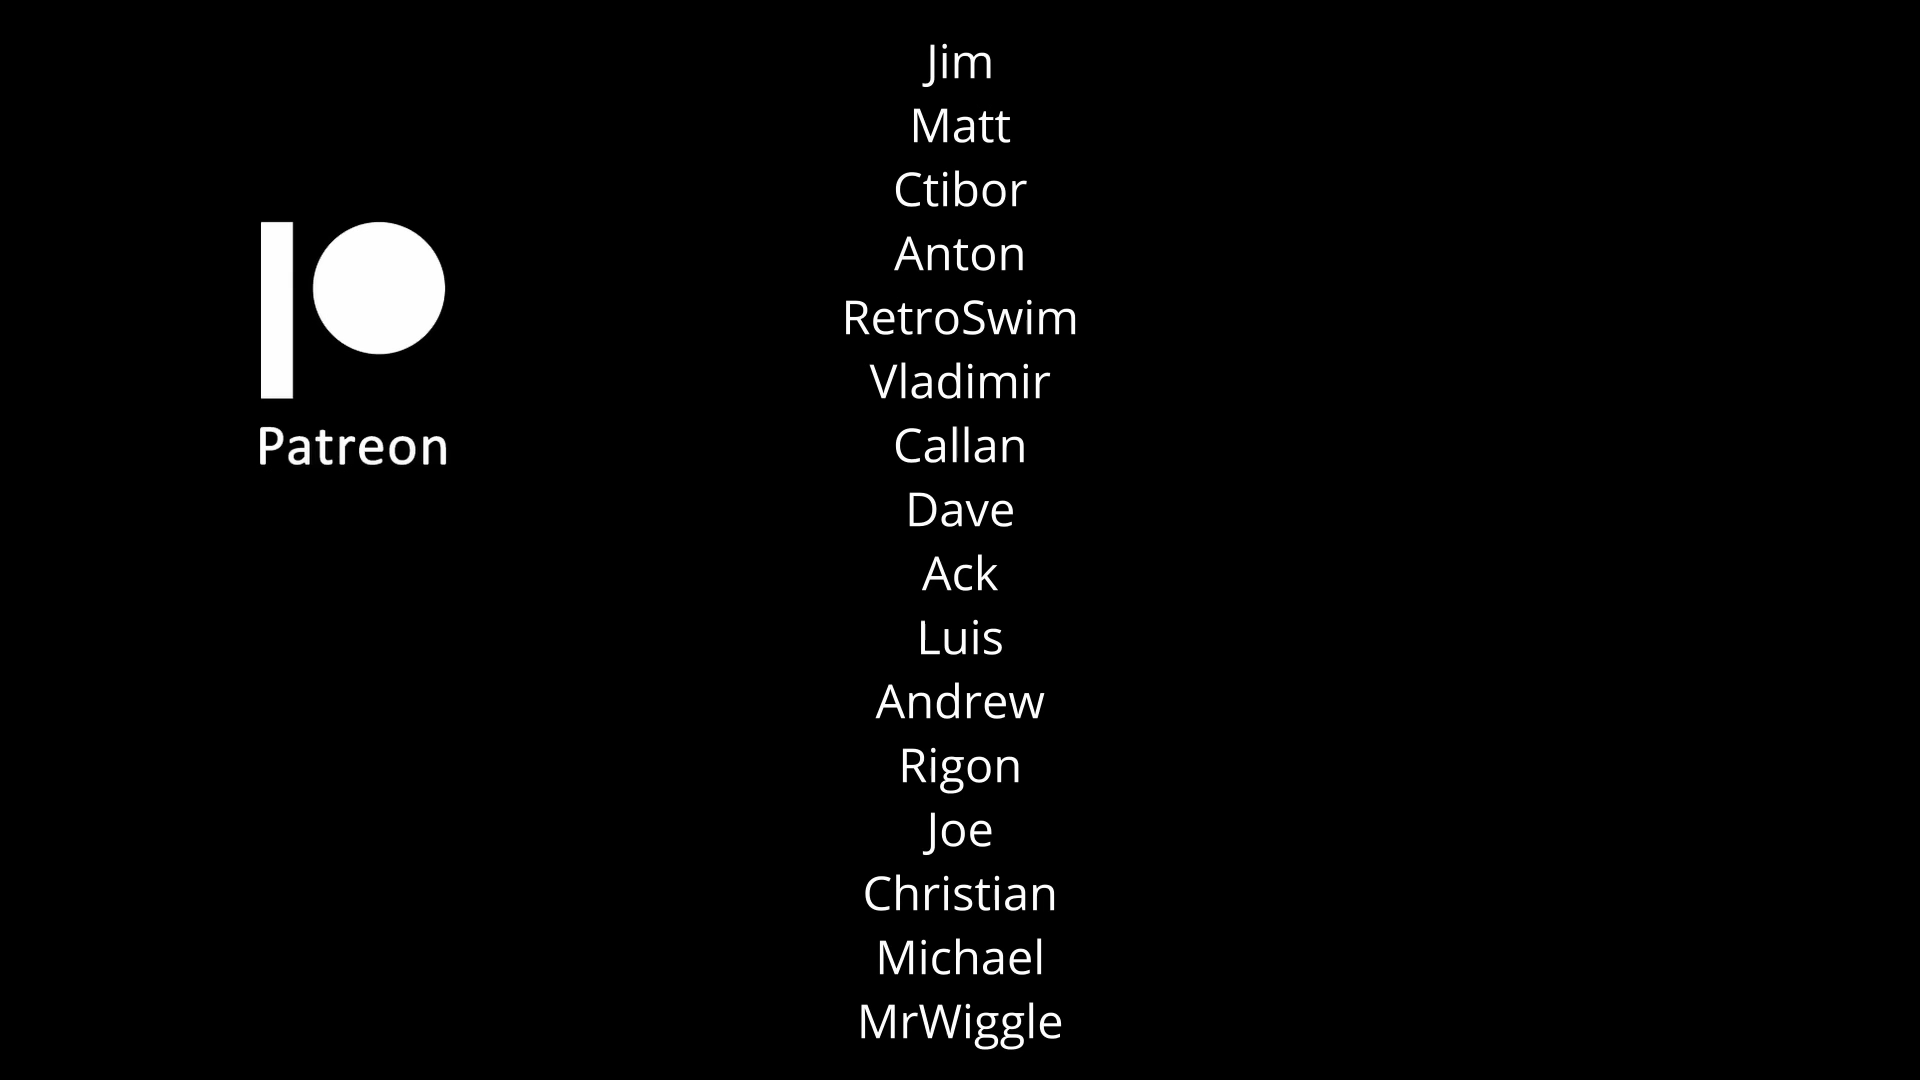 Patreon
Jim
Matt
Ctibor
Anton
RetroSwim
Vladimir
Callan
Dave
Ack
Luis
Andrew
Rigon
Joe
Christian
Michael
MrWiggle